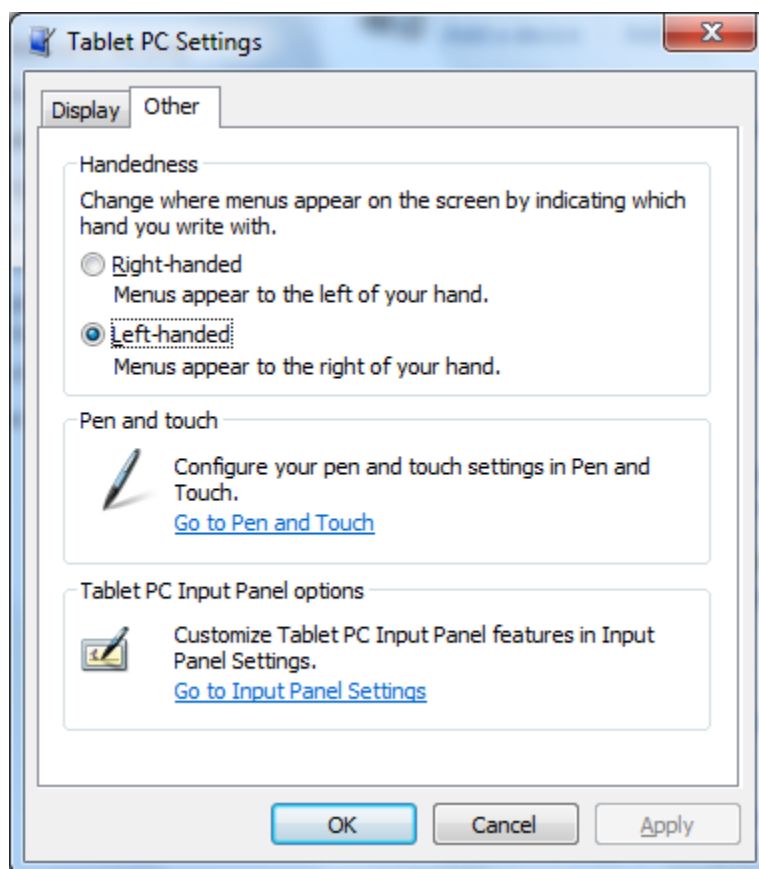 Tablet PC Settings
Display
Other
Handedness
Change where menus appear on the screen by indicating which
hand you write with.
Right-handed
Menus appear to the left of your hand.
Left-handed
Menus appear to the right of your hand.
Pen and touch
Configure your pen and touch settings in Pen and
Touch.
Go to Pen and Touch
Tablet PC Input Panel options
Customize Tablet PC Input Panel features in Input
Panel Settings.
Go to Input Panel Settings
OK
Cancel
Apply